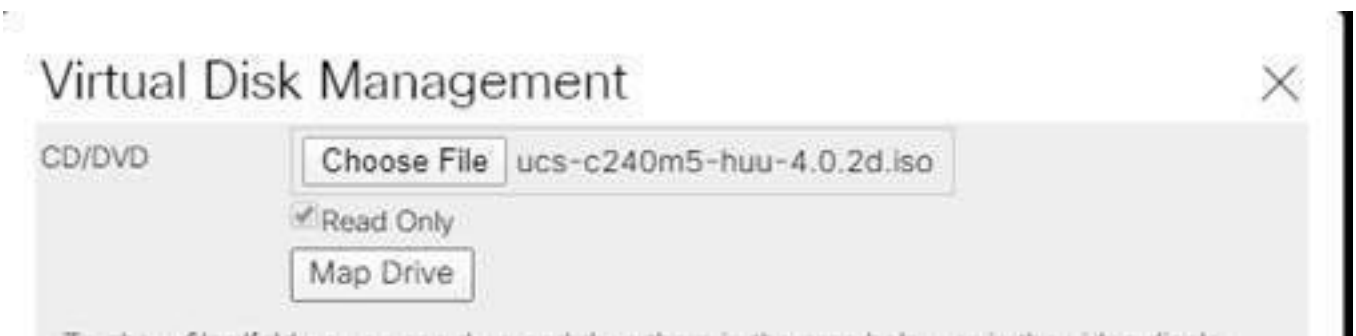 Virtual Disk Management
CD/DVD
Choose File ucs-c240m5-huu-4.0.2d.iso
Read Only
Map Drive